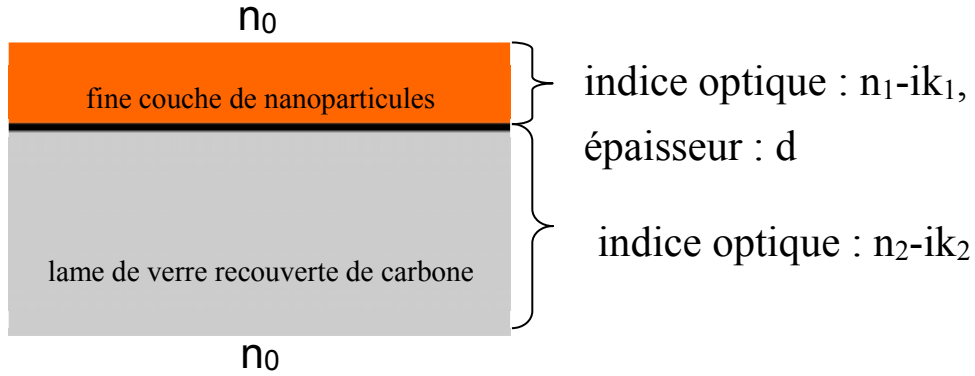 n₀
fine couche de nanoparticules
indice optique : n₁-ik₁,
épaisseur : d
lame de verre recouverte de carbone
indice optique : n₂-ik₂
n₀